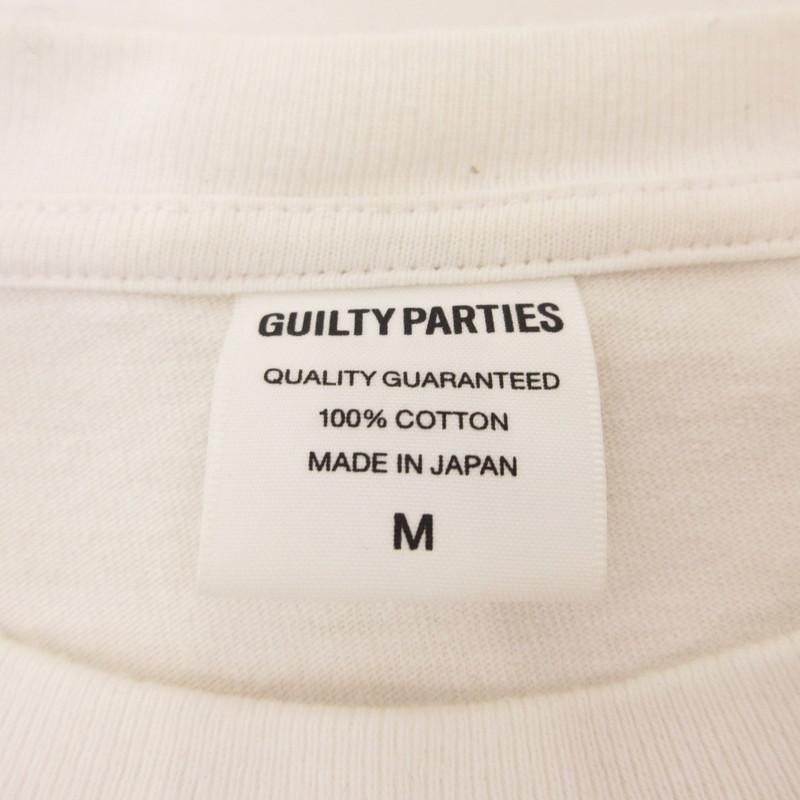 GUILTY PARTIES
QUALITY GUARANTEED
100% COTTON
MADE IN JAPAN
M